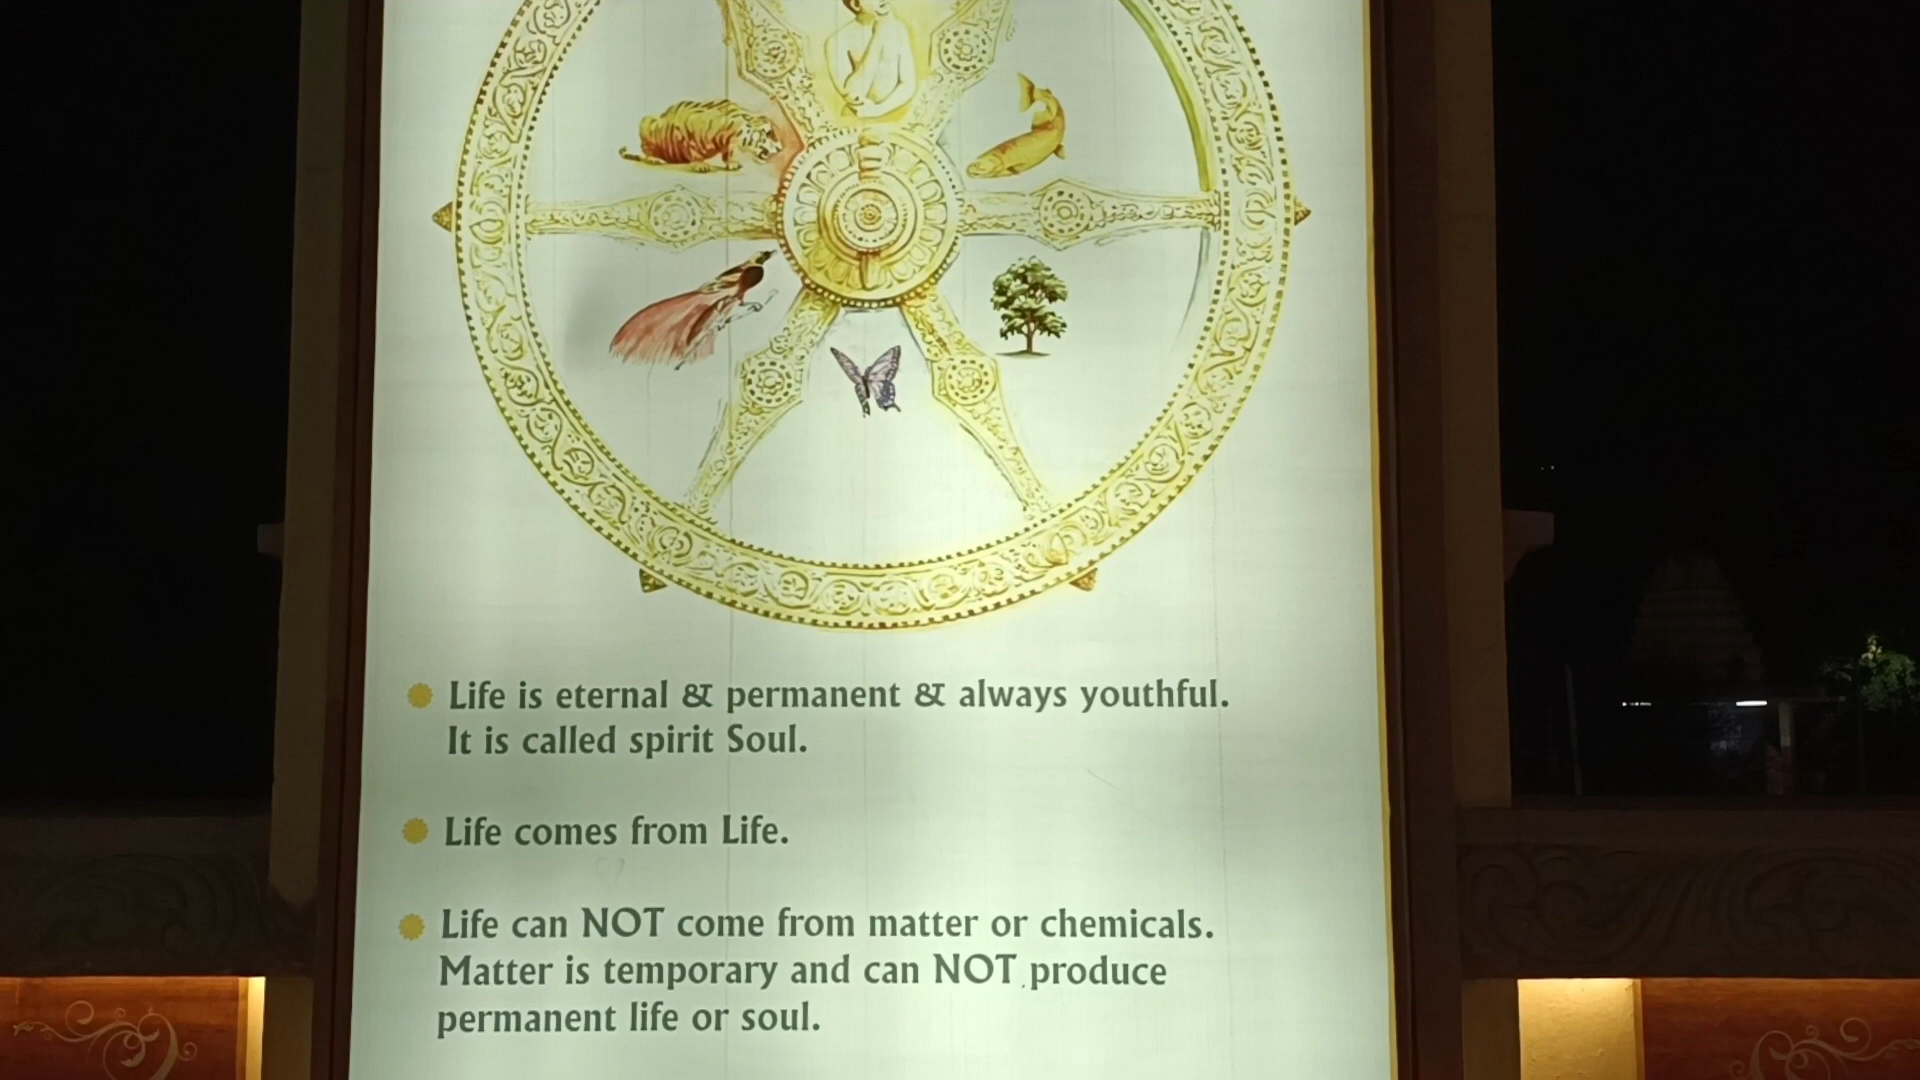 Life is eternal & permanent & always youthful.
It is called spirit Soul.
Life comes from Life.
Life can NOT come from matter or chemicals.
Matter is temporary and can NOT produce
permanent life or soul.